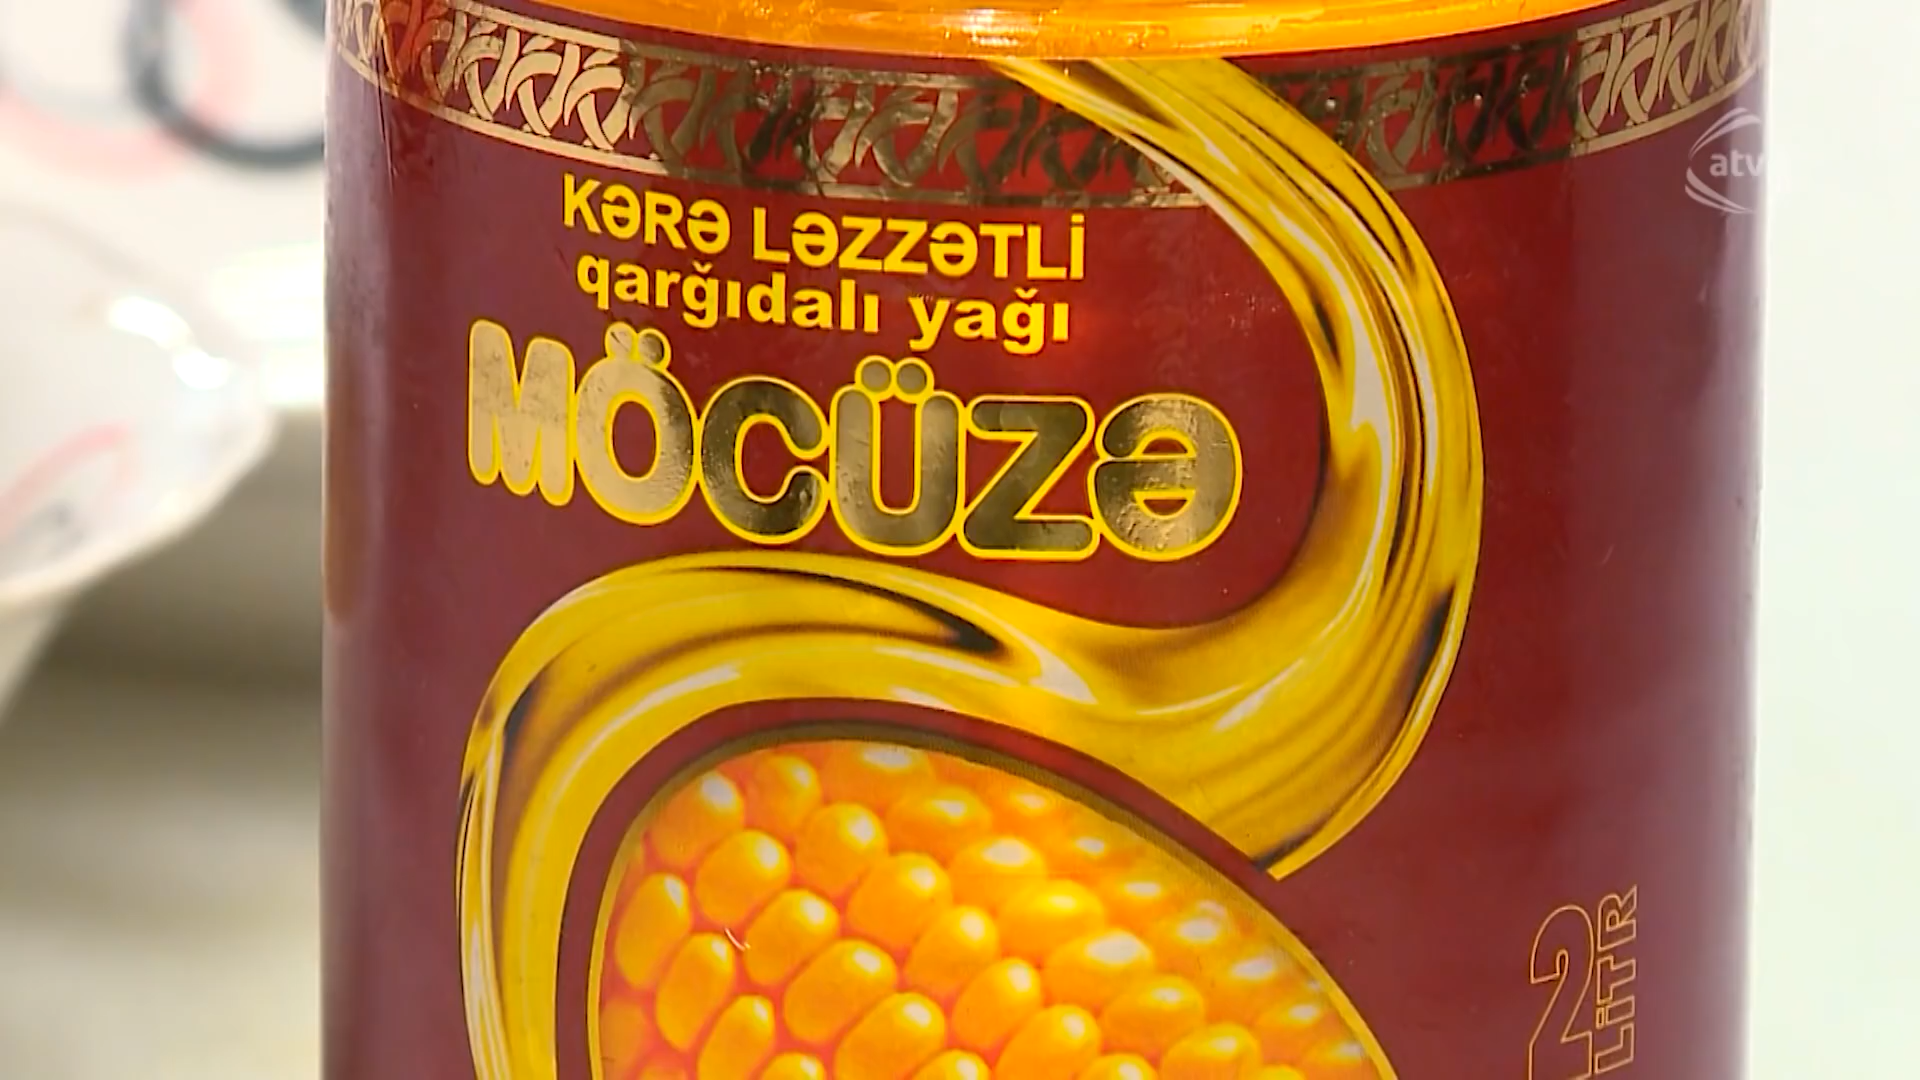 atv
KƏRƏ LƏZZƏTLİ
qarğıdalı yağı
MÖCÜZƏ
2
LİTR